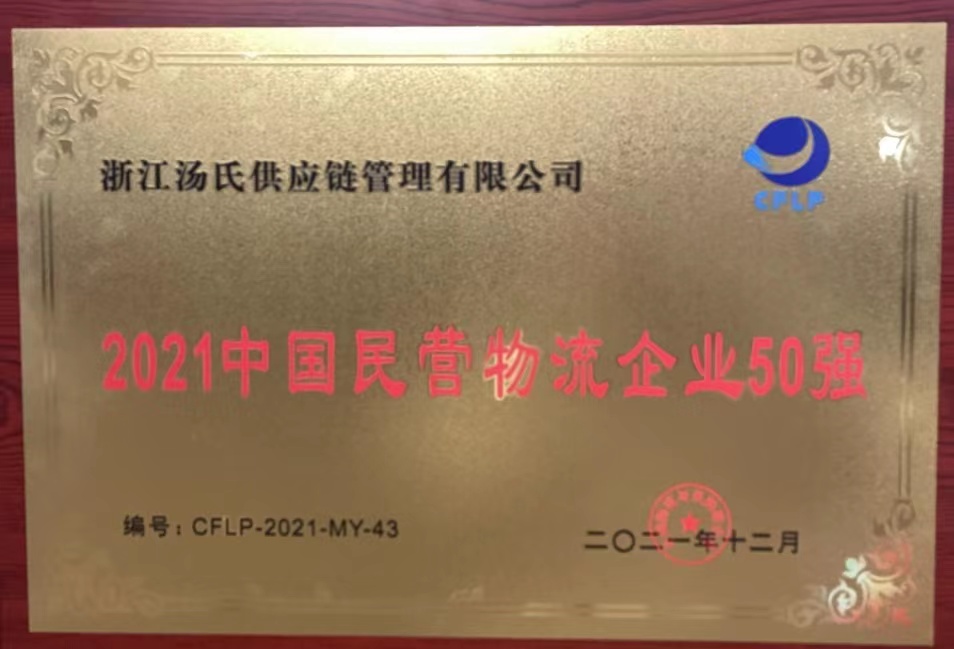 浙江汤氏供应链管理有限公司
CFLP
2021中国民营物流企业50强
编号：CFLP-2021-MY-43
二〇二一年十二月